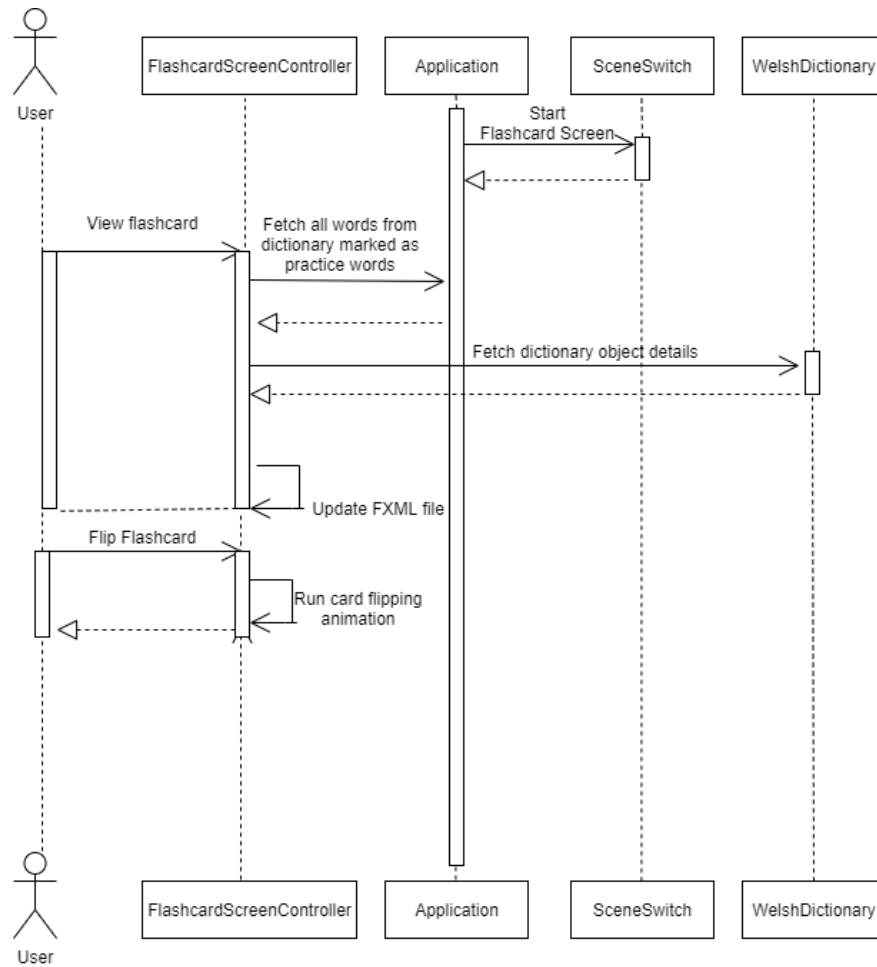 User
FlashcardScreenController
Application
SceneSwitch
WelshDictionary
Start
Flashcard Screen
View flashcard
Fetch all words from
dictionary marked as
practice words
Fetch dictionary object details
Update FXML file
Flip Flashcard
Run card flipping
animation
User
FlashcardScreenController
Application
SceneSwitch
WelshDictionary